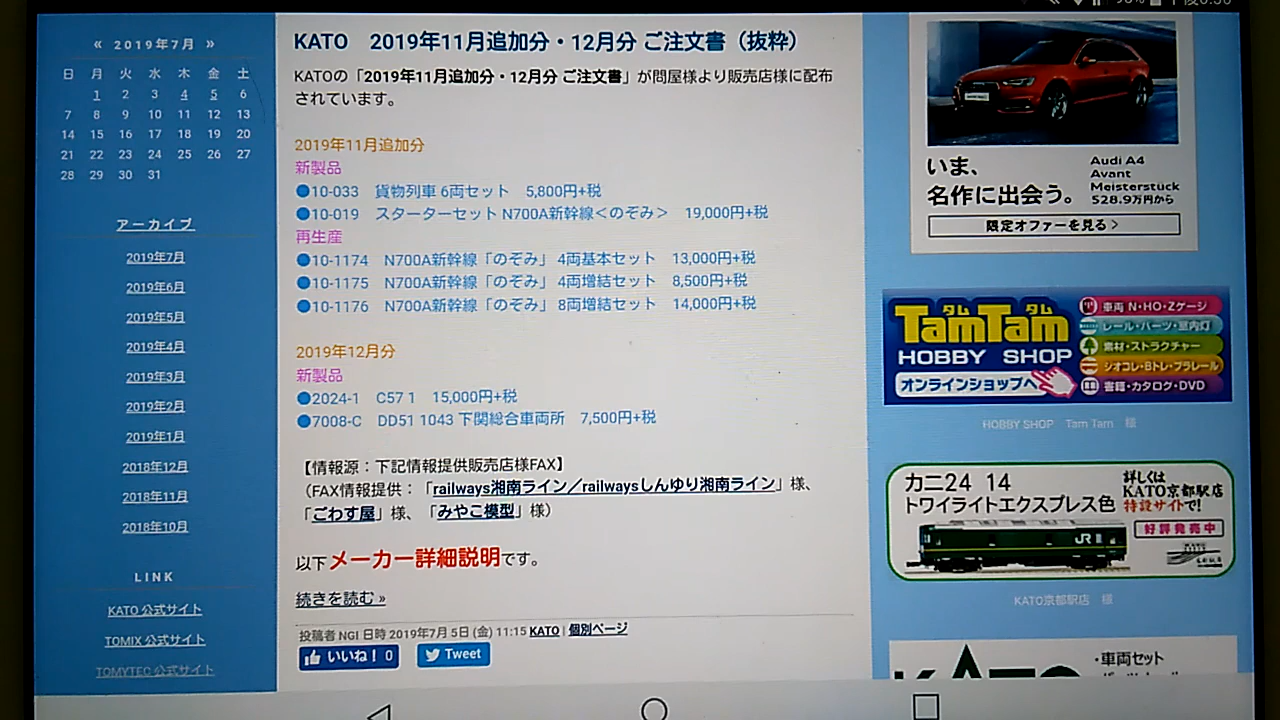 « 2019年7月 »
日 月 火 水 木 金 土
1 2 3 4 5 6
7 8 9 10 11 12 13
14 15 16 17 18 19 20
21 22 23 24 25 26 27
28 29 30 31
アーカイブ
2019年7月
2019年6月
2019年5月
2019年4月
2019年3月
2019年2月
2019年1月
2018年12月
2018年11月
2018年10月
LINK
KATO 公式サイト
TOMIX 公式サイト
TOMYTEC 公式サイト
KATO 2019年11月追加分・12月分 ご注文書（抜粋）
KATOの「2019年11月追加分・12月分 ご注文書」が問屋様より販売店様に配布
されています。
2019年11月追加分
新製品
●10-033 貨物列車 6両セット 5,800円+税
●10-019 スターターセット N700A新幹線＜のぞみ＞ 19,000円+税
再生産
●10-1174 N700A新幹線「のぞみ」 4両基本セット 13,000円+税
●10-1175 N700A新幹線「のぞみ」 4両増結セット 8,500円+税
●10-1176 N700A新幹線「のぞみ」 8両増結セット 14,000円+税
2019年12月分
新製品
●2024-1 C57 1 15,000円+税
●7008-C DD51 1043 下関総合車両所 7,500円+税
【情報源：下記情報提供販売店様FAX】
（FAX情報提供：「railways湘南ライン／railwaysしんゆり湘南ライン」様、
「ごわす屋」様、「みやこ模型」様）
以下メーカー詳細説明です。
続きを読む »
投稿者 NGI 日時 2019年7月 5日 (金) 11:15 KATO | 個別ページ
いいね！ 0
Tweet
いま、
名作に出会う。
Audi A4
Avant
Meisterstück
528.9万円から
限定オファーを見る >
タム タム
TamTam
HOBBY SHOP
オンラインショップへ
車両 N・HO・Zゲージ
レール・パーツ・室内灯
素材・ストラクチャー
ジオコレ・Bトレ・プラレール
書籍・カタログ・DVD
HOBBY SHOP Tam Tam 様
カニ24 14
トワイライトエクスプレス色
詳しくは
KATO京都駅店
特設サイトで!
好評発売中
JR
KATO京都駅店 様
KATO
・車両セット